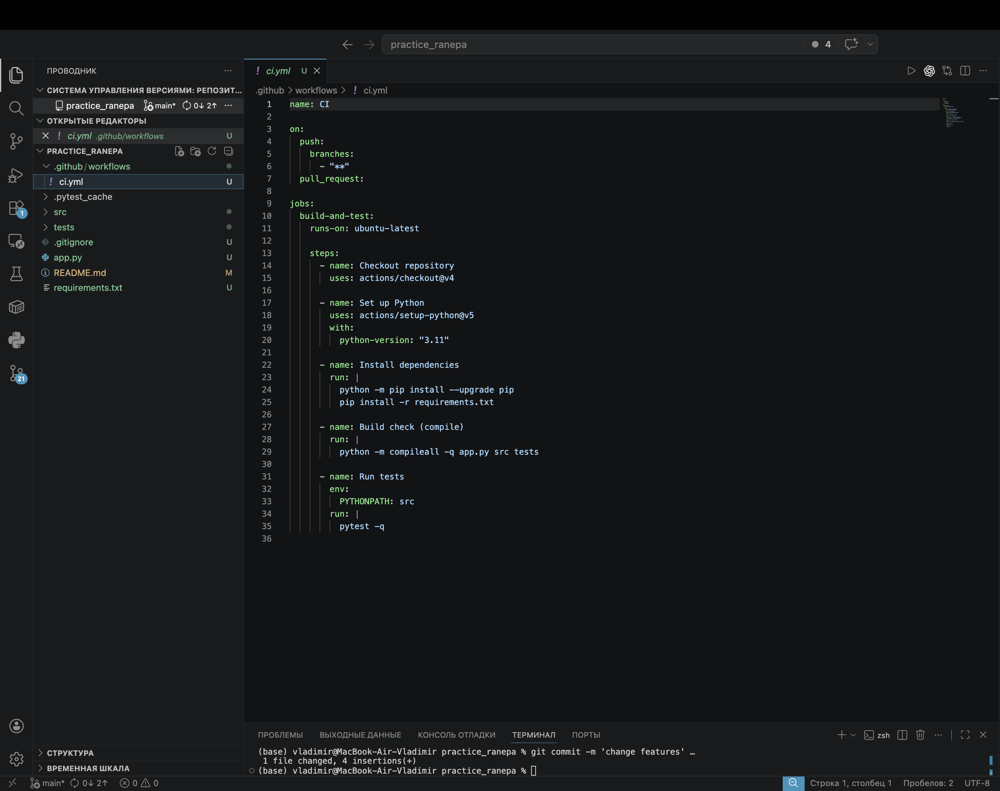 practice_ranepa
4
ПРОВОДНИК
СИСТЕМА УПРАВЛЕНИЯ ВЕРСИЯМИ: РЕПОЗИТ...
practice_ranepa main* 0↓ 2↑
ОТКРЫТЫЕ РЕДАКТОРЫ
! ci.yml .github/workflows U
PRACTICE_RANEPA
.github/workflows
! ci.yml U
.pytest_cache
src
tests
.gitignore U
app.py U
README.md M
requirements.txt U
1
21
СТРУКТУРА
ВРЕМЕННАЯ ШКАЛА
! ci.yml U
.github > workflows > ! ci.yml
1 name: CI
2
3 on:
4 push:
5 branches:
6 - "**"
7 pull_request:
8
9 jobs:
10 build-and-test:
11 runs-on: ubuntu-latest
12
13 steps:
14 - name: Checkout repository
15 uses: actions/checkout@v4
16
17 - name: Set up Python
18 uses: actions/setup-python@v5
19 with:
20 python-version: "3.11"
21
22 - name: Install dependencies
23 run: |
24 python -m pip install --upgrade pip
25 pip install -r requirements.txt
26
27 - name: Build check (compile)
28 run: |
29 python -m compileall -q app.py src tests
30
31 - name: Run tests
32 env:
33 PYTHONPATH: src
34 run: |
35 pytest -q
36
ПРОБЛЕМЫ ВЫХОДНЫЕ ДАННЫЕ КОНСОЛЬ ОТЛАДКИ ТЕРМИНАЛ ПОРТЫ
zsh
(base) vladimir@MacBook-Air-Vladimir practice_ranepa % git commit -m 'change features' …
1 file changed, 4 insertions(+)
(base) vladimir@MacBook-Air-Vladimir practice_ranepa %
main* 0↓ 2↑ 0 0
Строка 1, столбец 1 Пробелов: 2 UTF-8